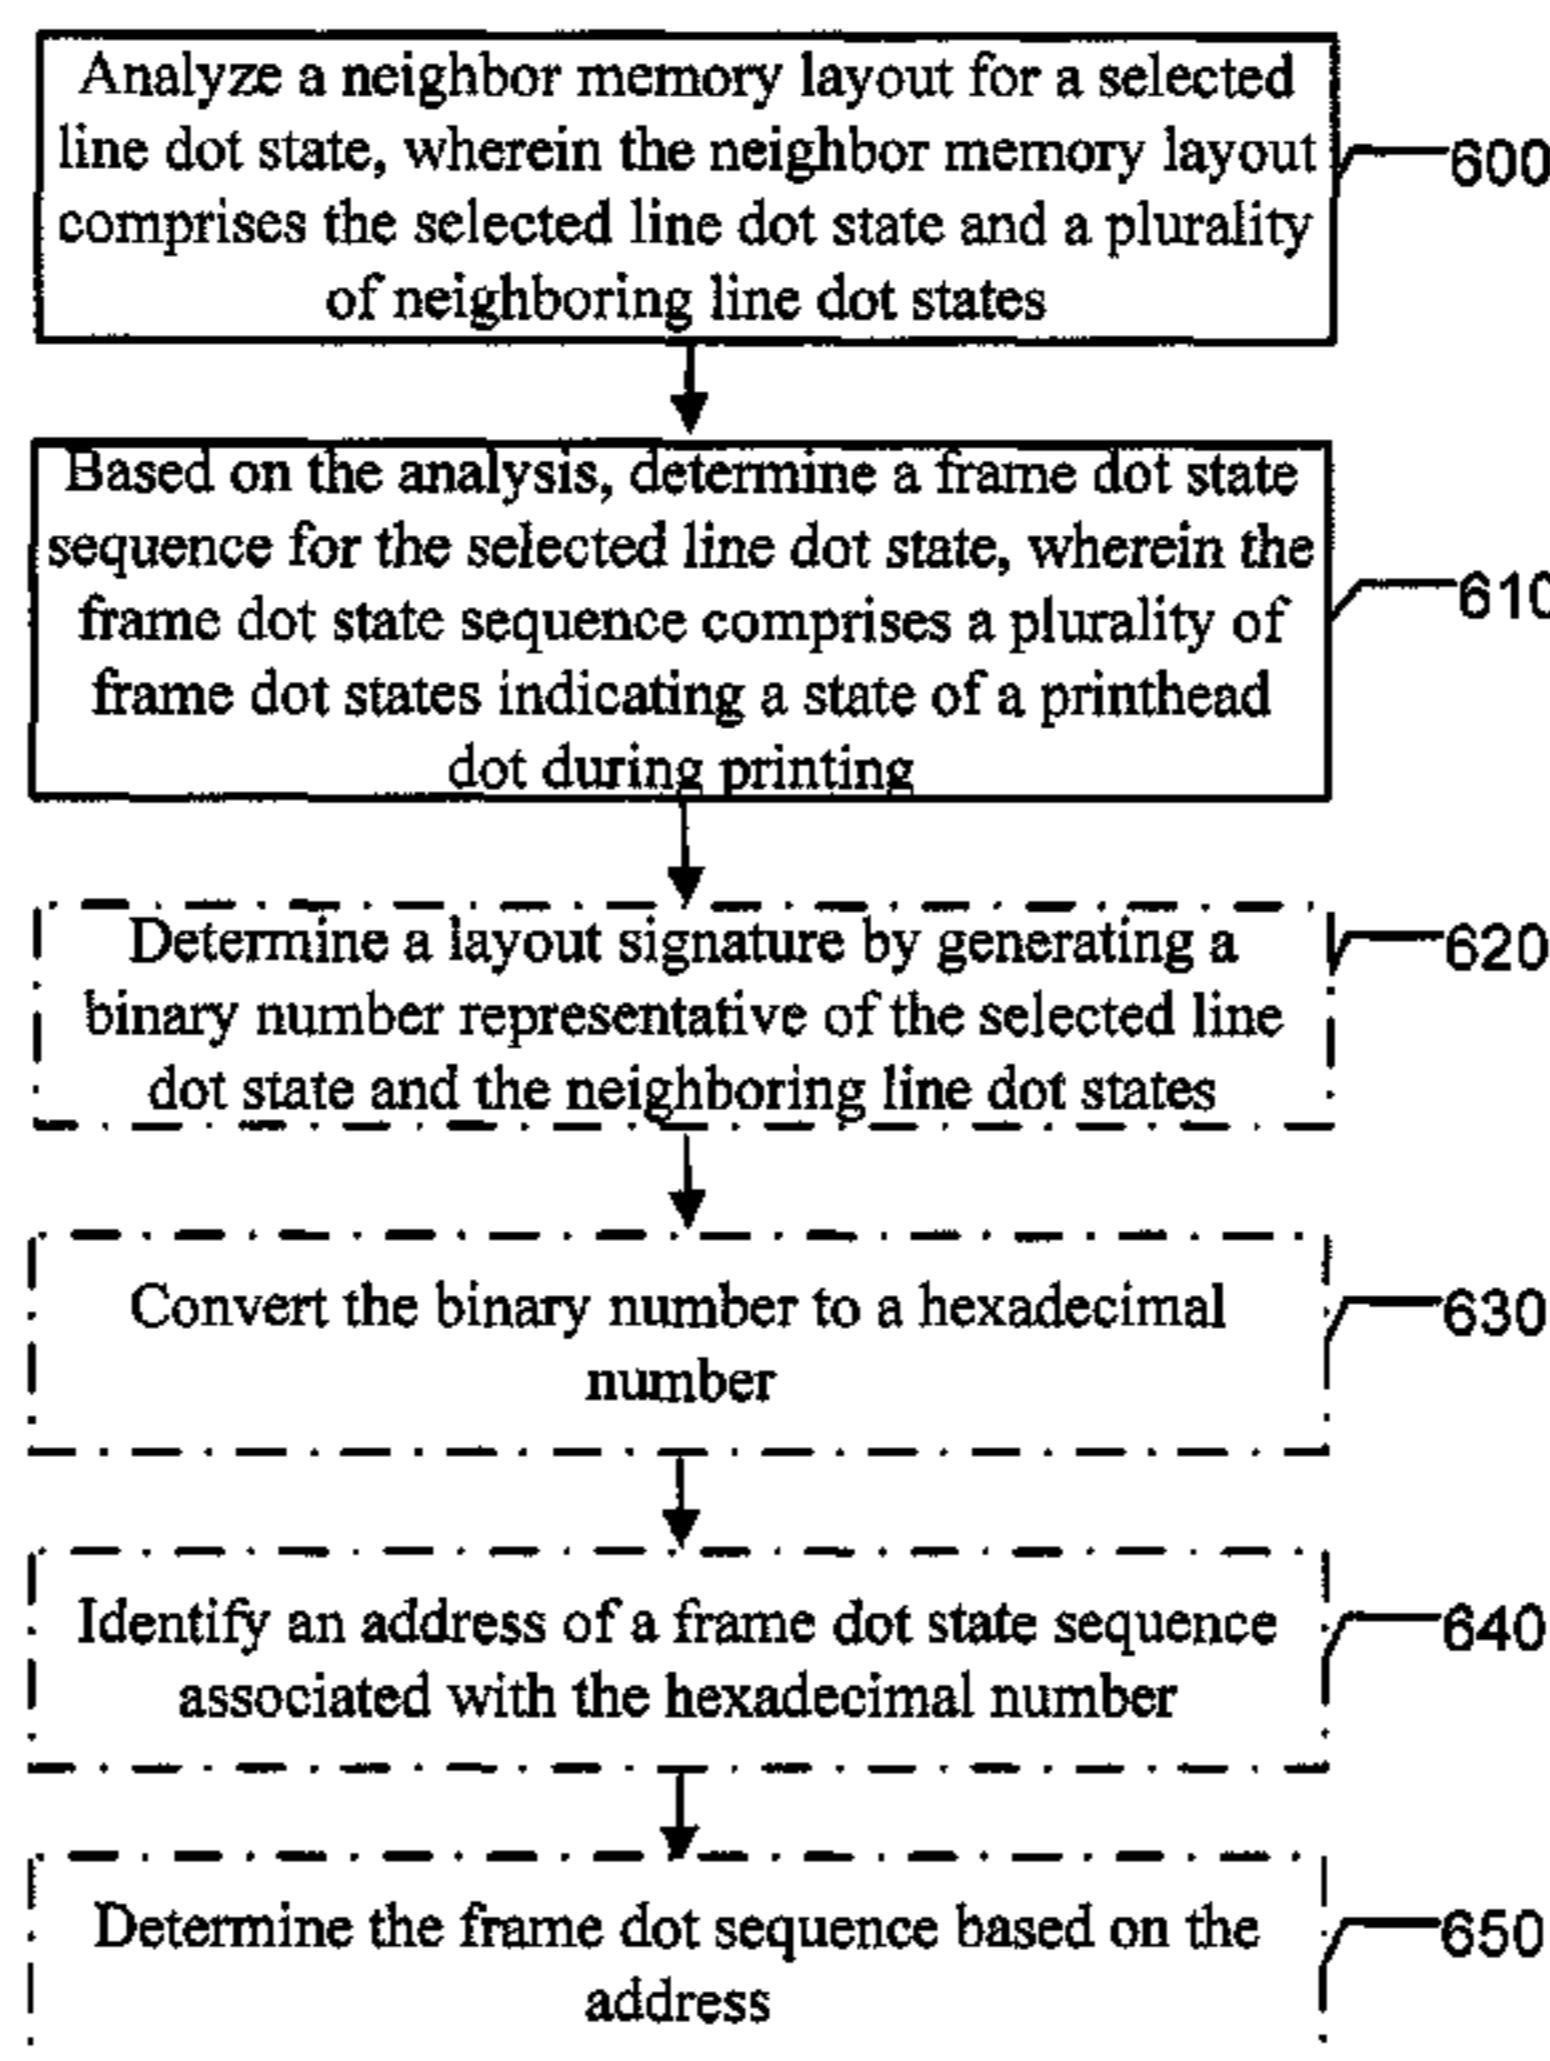 Analyze a neighbor memory layout for a selected
line dot state, wherein the neighbor memory layout
comprises the selected line dot state and a plurality
of neighboring line dot states
600
Based on the analysis, determine a frame dot state
sequence for the selected line dot state, wherein the
frame dot state sequence comprises a plurality of
frame dot states indicating a state of a printhead
dot during printing
610
Determine a layout signature by generating a
binary number representative of the selected line
dot state and the neighboring line dot states
620
Convert the binary number to a hexadecimal
number
630
Identify an address of a frame dot state sequence
associated with the hexadecimal number
640
Determine the frame dot sequence based on the
address
650